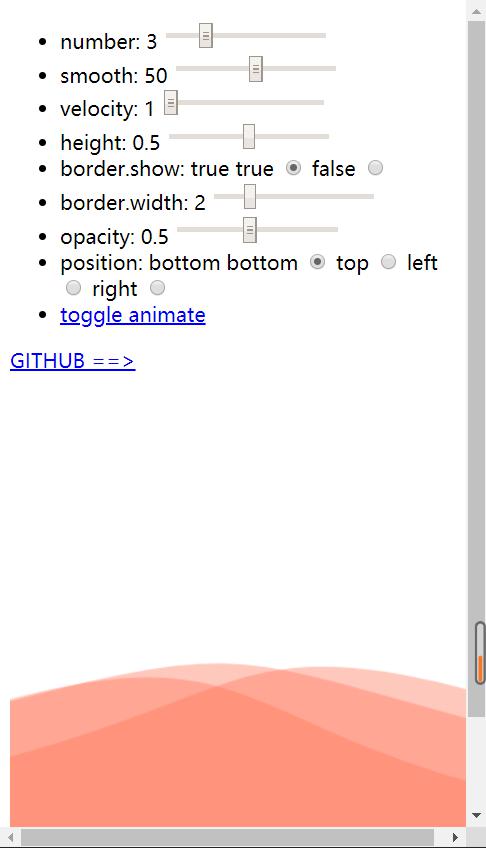 number: 3
smooth: 50
velocity: 1
height: 0.5
border.show: true true false
border.width: 2
opacity: 0.5
position: bottom bottom top left
right
toggle animate
GITHUB ==>